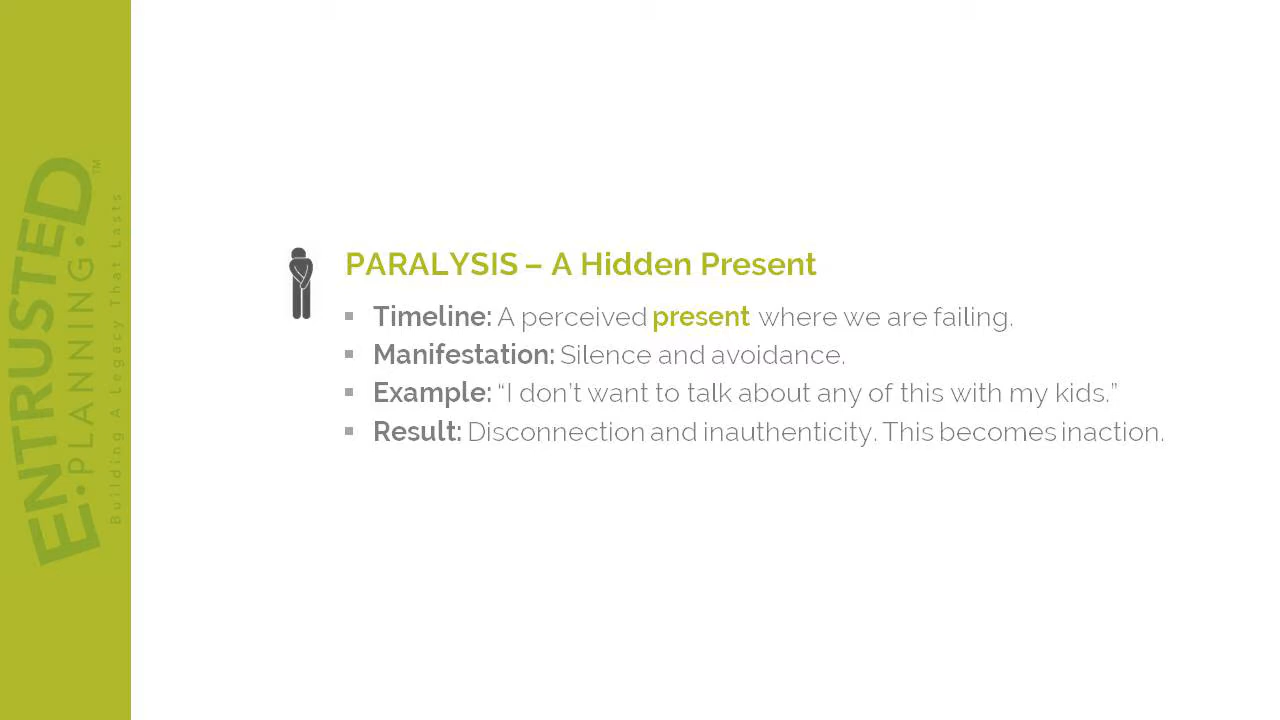 ENTRUSTED
PLANNING
TM
Building A Legacy That Lasts
PARALYSIS – A Hidden Present
▪ Timeline: A perceived present where we are failing.
▪ Manifestation: Silence and avoidance.
▪ Example: “I don’t want to talk about any of this with my kids.”
▪ Result: Disconnection and inauthenticity. This becomes inaction.